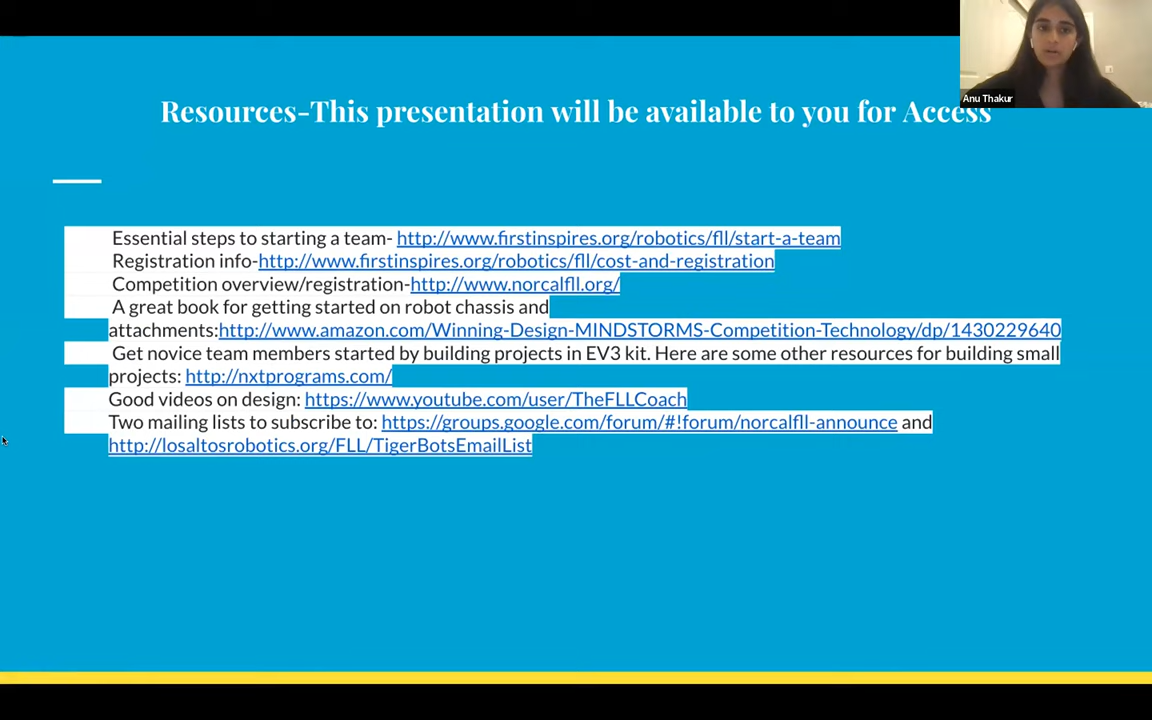 Anu Thakur
Resources-This presentation will be available to you for Access
Essential steps to starting a team- http://www.firstinspires.org/robotics/fll/start-a-team
Registration info-http://www.firstinspires.org/robotics/fll/cost-and-registration
Competition overview/registration-http://www.norcalfll.org/
A great book for getting started on robot chassis and
attachments:http://www.amazon.com/Winning-Design-MINDSTORMS-Competition-Technology/dp/1430229640
Get novice team members started by building projects in EV3 kit. Here are some other resources for building small
projects: http://nxtprograms.com/
Good videos on design: https://www.youtube.com/user/TheFLLCoach
Two mailing lists to subscribe to: https://groups.google.com/forum/#!forum/norcalfll-announce and
http://losaltosrobotics.org/FLL/TigerBotsEmailList